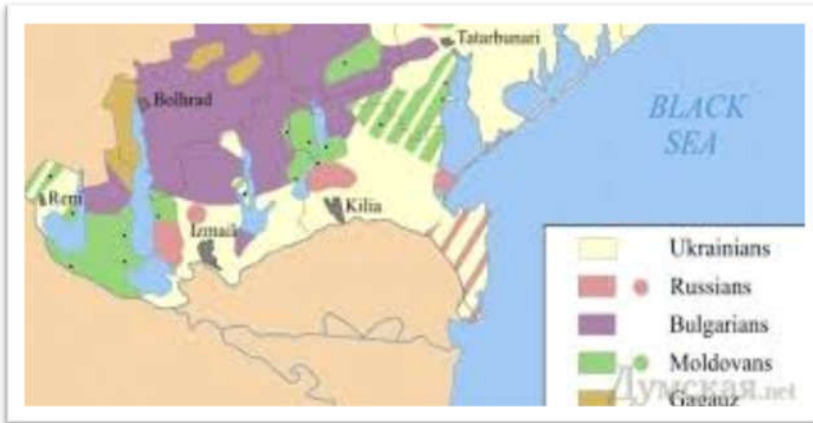 Tatarbunari
Bolhrad
BLACK
SEA
Reni
Kilia
Izmail
Ukrainians
Russians
Bulgarians
Moldovans
Думская.net
Gagauz